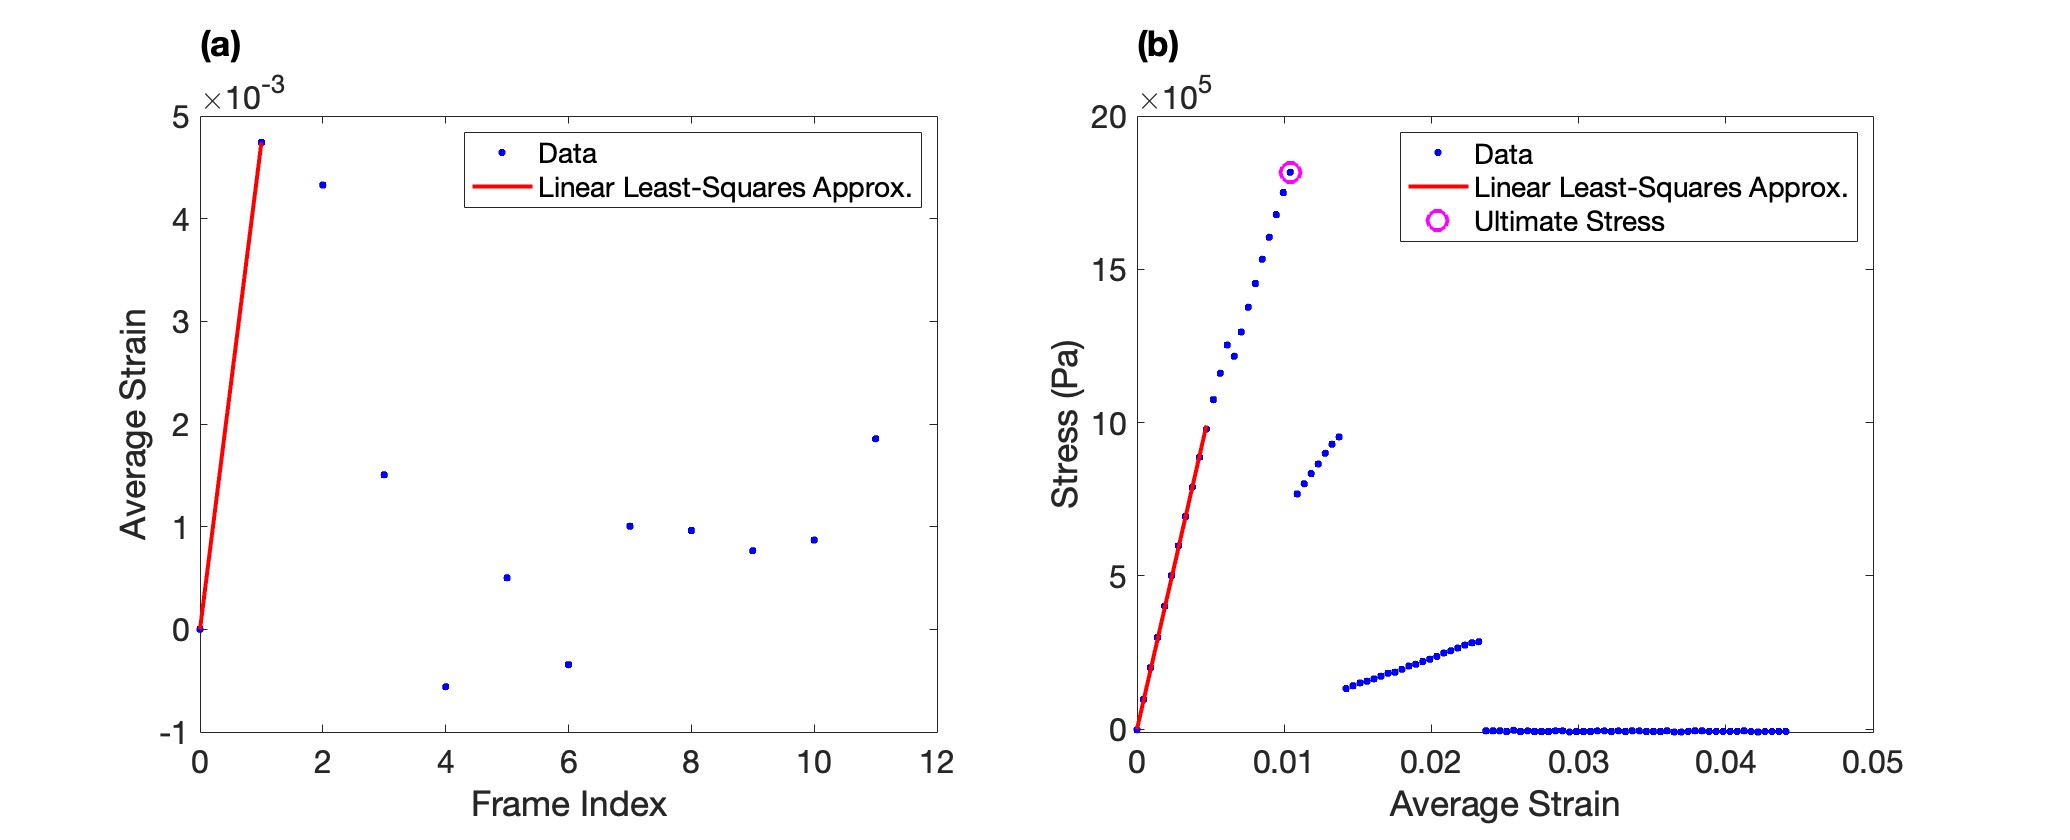 (a)
×10-3
5
4
3
2
1
0
-1
0 2 4 6 8 10 12
Average Strain
Frame Index
Data
Linear Least-Squares Approx.
(b)
×105
20
15
10
5
0
0 0.01 0.02 0.03 0.04 0.05
Stress (Pa)
Average Strain
Data
Linear Least-Squares Approx.
Ultimate Stress